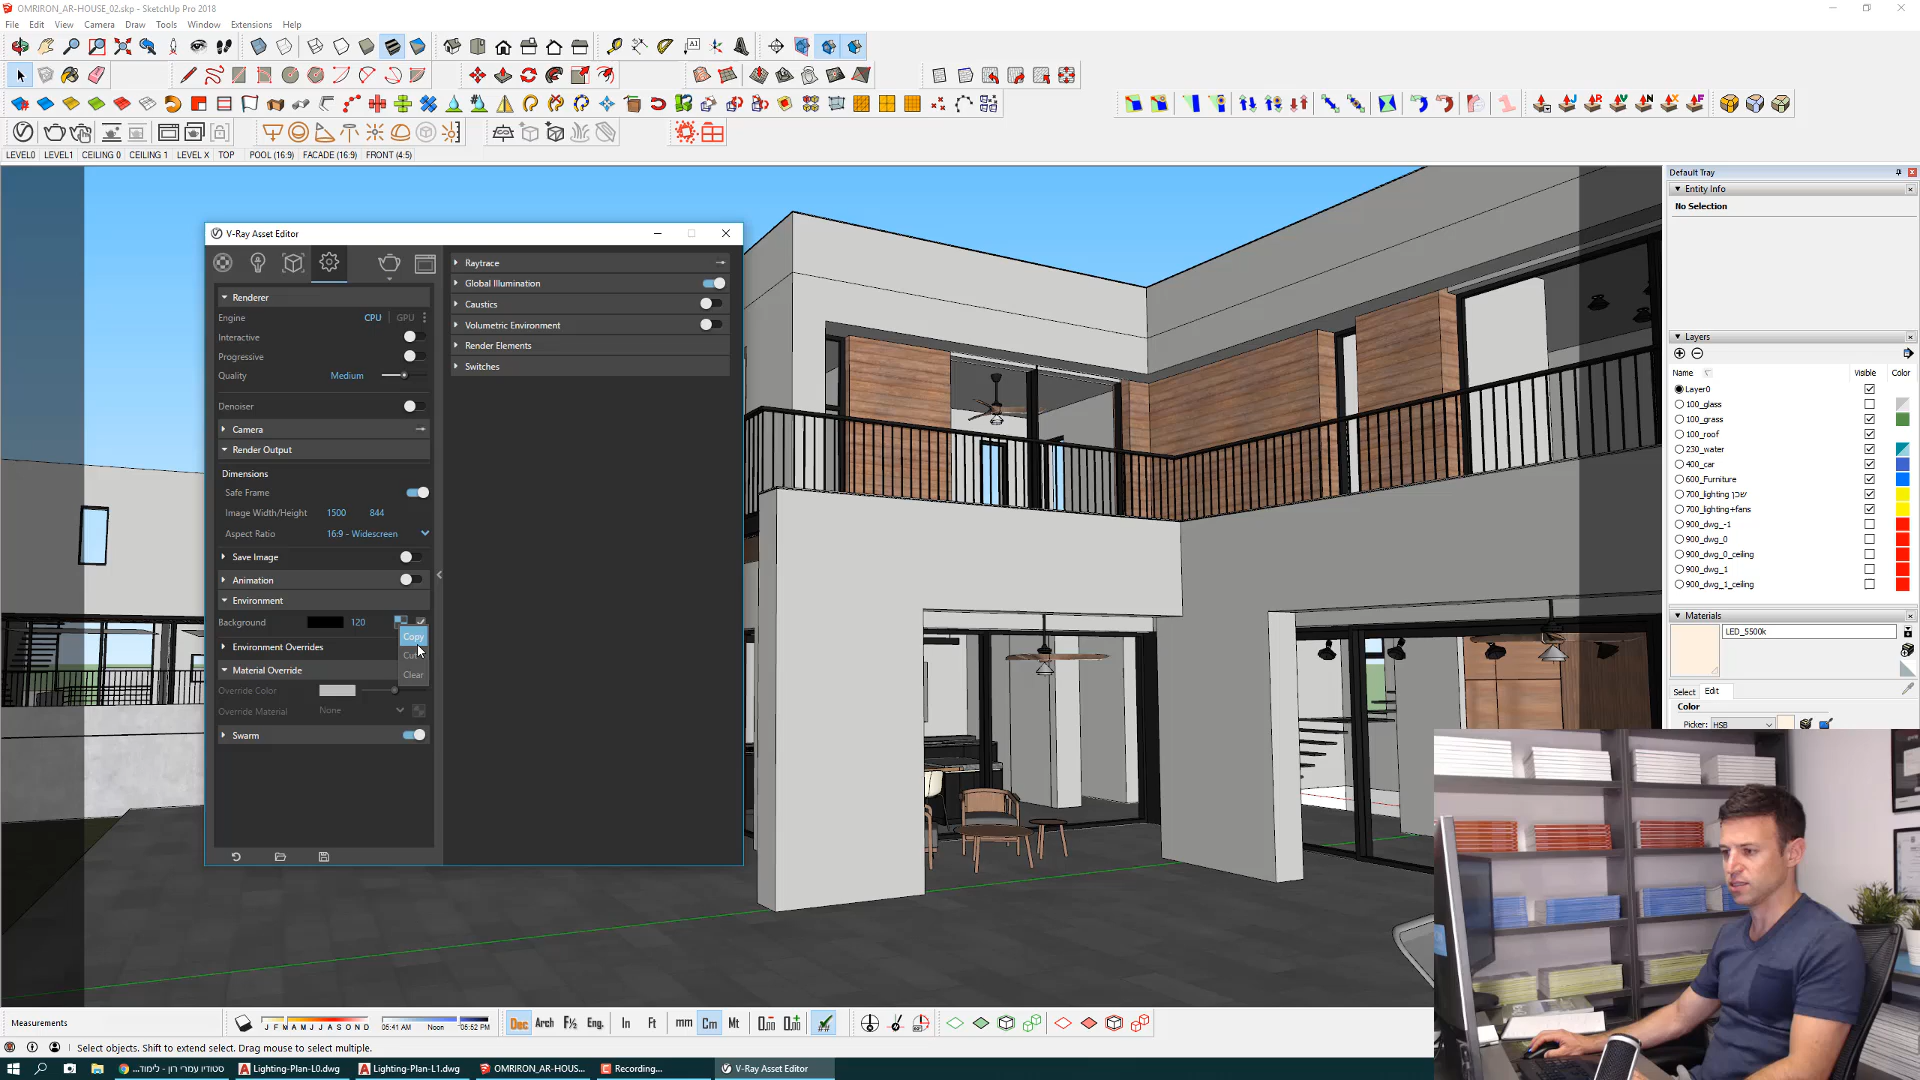 OMRIRON_AR-HOUSE_02.skp - SketchUp Pro 2018
File Edit View Camera Draw Tools Window Extensions Help
LEVEL0 LEVEL1 CEILING 0 CEILING 1 LEVEL X TOP POOL (16:9) FACADE (16:9) FRONT (4:5)
V-Ray Asset Editor
Renderer
Engine CPU GPU
Interactive
Progressive
Quality Medium
Denoiser
Camera
Render Output
Dimensions
Safe Frame
Image Width/Height 1500 844
Aspect Ratio 16:9 - Widescreen
Save Image
Animation
Environment
Background 120
Copy
Environment Overrides
Clear
Material Override
Override Color
Override Material None
Swarm
Raytrace
Global Illumination
Caustics
Volumetric Environment
Render Elements
Switches
Default Tray
Entity Info
No Selection
Layers
Name Visible Color
Layer0
100_glass
100_grass
100_roof
230_water
400_car
600_Furniture
700_lighting שכן
700_lighting+fans
900_dwg_-1
900_dwg_0
900_dwg_0_ceiling
900_dwg_1
900_dwg_1_ceiling
Materials
LED_5500k
Select Edit
Color
Picker: HSB
Measurements
J F M A M J J A S O N D
05:41 AM Noon 05:52 PM
Dec Arch F½ Eng. In Ft mm Cm Mt
Select objects. Shift to extend select. Drag mouse to select multiple.
סטודיו עמרי רון - לימוד...
Lighting-Plan-L0.dwg
Lighting-Plan-L1.dwg
OMRIRON_AR-HOUS...
Recording...
V-Ray Asset Editor